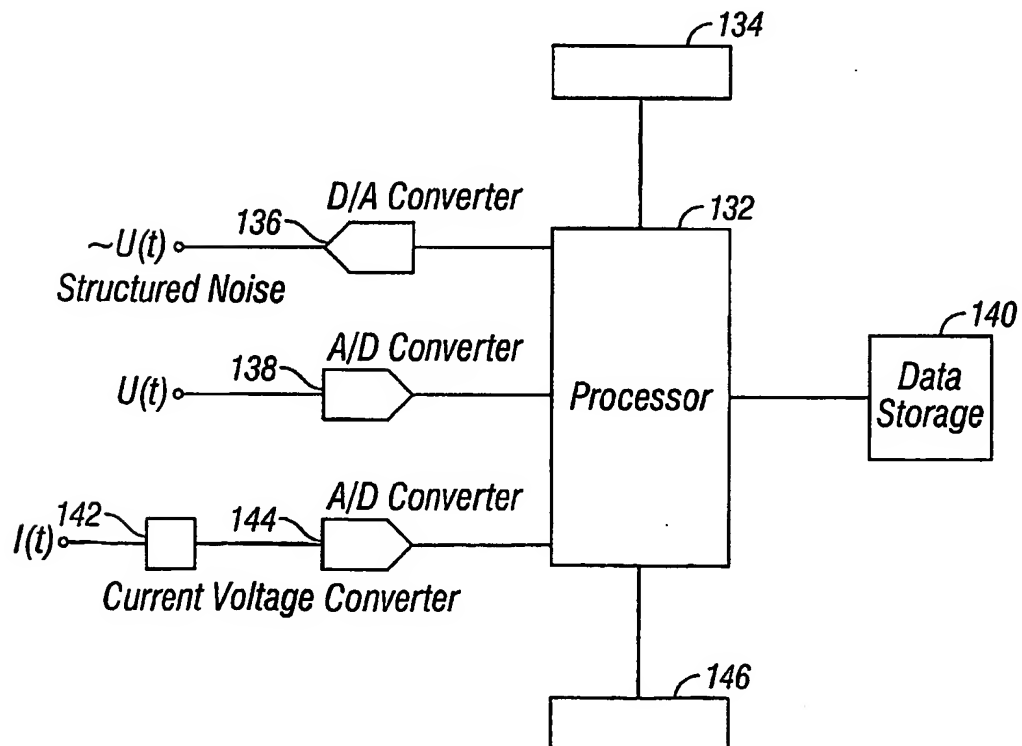 134
D/A Converter
132
136
~U(t)
Structured Noise
140
A/D Converter
138
U(t)
Processor
Data
Storage
A/D Converter
142
144
I(t)
Current Voltage Converter
146